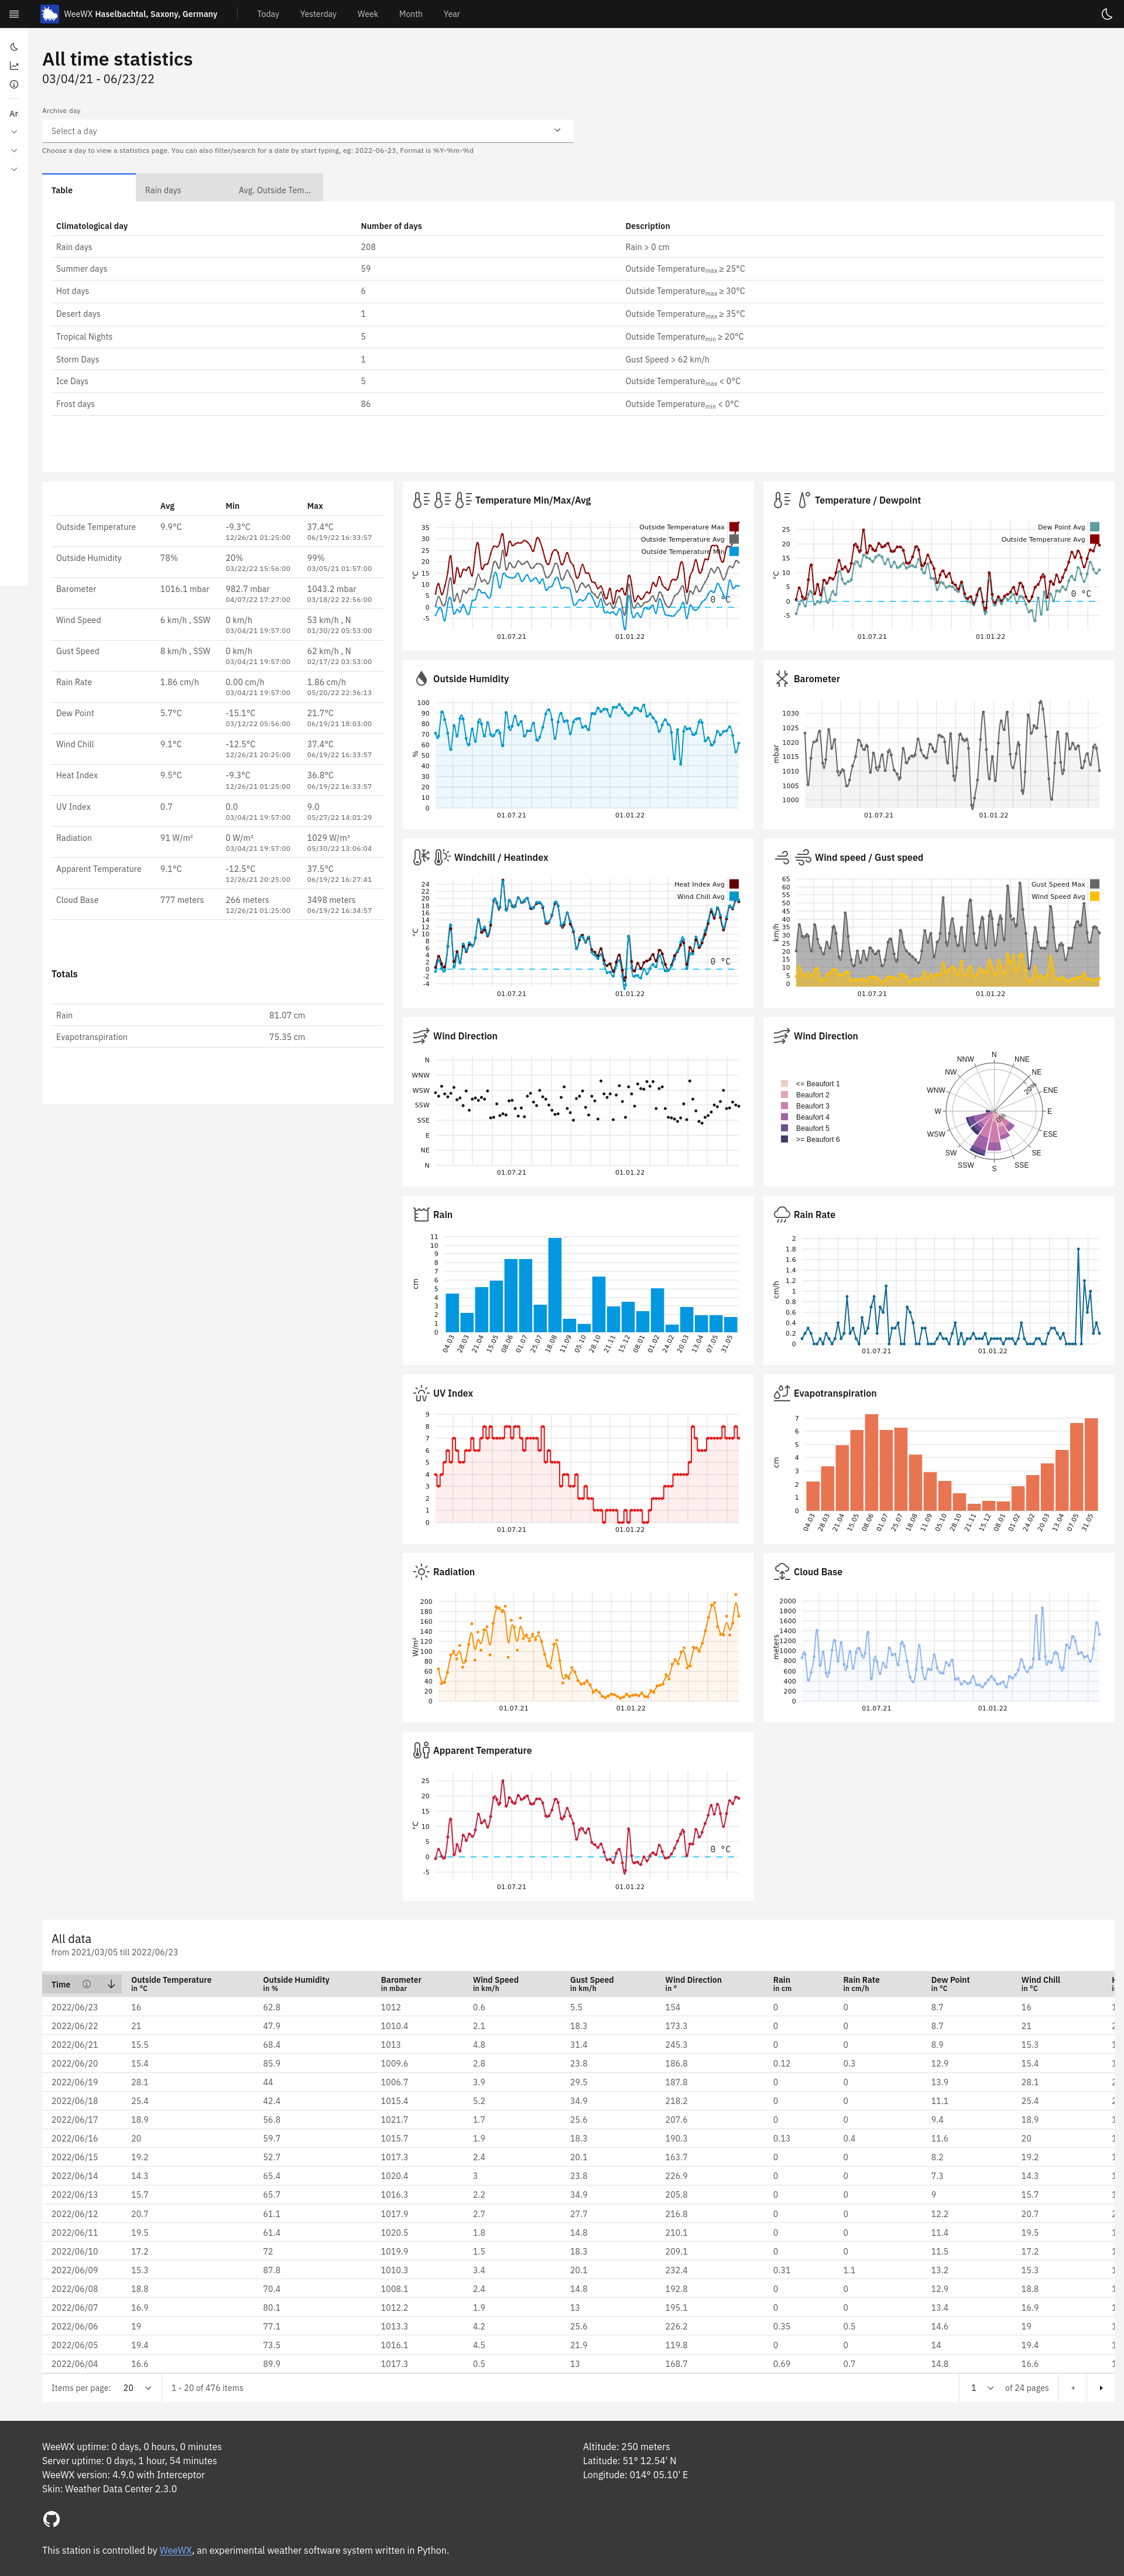 WeeWX Haselbachtal, Saxony, Germany Today Yesterday Week Month Year
All time statistics
03/04/21 - 06/23/22
Archive day
Select a day
Choose a day to view a statistics page. You can also filter/search for a date by start typing, eg: 2022-06-23, Format is %Y-%m-%d
Ar
Table Rain days Avg. Outside Tem...
Climatological day Number of days Description
Rain days 208 Rain > 0 cm
Summer days 59 Outside Temperaturemax ≥ 25°C
Hot days 6 Outside Temperaturemax ≥ 30°C
Desert days 1 Outside Temperaturemax ≥ 35°C
Tropical Nights 5 Outside Temperaturemin ≥ 20°C
Storm Days 1 Gust Speed > 62 km/h
Ice Days 5 Outside Temperaturemax < 0°C
Frost days 86 Outside Temperaturemin < 0°C
Avg Min Max
Outside Temperature 9.9°C -9.3°C 37.4°C
12/26/21 01:25:00 06/19/22 16:33:57
Outside Humidity 78% 20% 99%
03/22/22 15:56:00 03/05/21 01:57:00
Barometer 1016.1 mbar 982.7 mbar 1043.2 mbar
04/07/22 17:27:00 03/18/22 22:56:00
Wind Speed 6 km/h , SSW 0 km/h 53 km/h , N
03/04/21 19:57:00 01/30/22 05:53:00
Gust Speed 8 km/h , SSW 0 km/h 62 km/h , N
03/04/21 19:57:00 02/17/22 03:53:00
Rain Rate 1.86 cm/h 0.00 cm/h 1.86 cm/h
03/04/21 19:57:00 05/20/22 22:36:13
Dew Point 5.7°C -15.1°C 21.7°C
03/12/22 05:56:00 06/19/21 18:03:00
Wind Chill 9.1°C -12.5°C 37.4°C
12/26/21 20:25:00 06/19/22 16:33:57
Heat Index 9.5°C -9.3°C 36.8°C
12/26/21 01:25:00 06/19/22 16:33:57
UV Index 0.7 0.0 9.0
03/04/21 19:57:00 05/27/22 14:01:29
Radiation 91 W/m² 0 W/m² 1029 W/m²
03/04/21 19:57:00 05/30/22 13:06:04
Apparent Temperature 9.1°C -12.5°C 37.5°C
12/26/21 20:25:00 06/19/22 16:27:41
Cloud Base 777 meters 266 meters 3498 meters
12/26/21 01:25:00 06/19/22 16:34:57
Totals
Rain 81.07 cm
Evapotranspiration 75.35 cm
Temperature Min/Max/Avg
Outside Temperature Max
Outside Temperature Avg
Outside Temperature Min
°C
35
30
25
20
15
10
5
0
-5
0 °C
01.07.21 01.01.22
Temperature / Dewpoint
Dew Point Avg
Outside Temperature Avg
°C
25
20
15
10
5
0
-5
0 °C
01.07.21 01.01.22
Outside Humidity
%
100
90
80
70
60
50
40
30
20
10
0
01.07.21 01.01.22
Barometer
mbar
1030
1025
1020
1015
1010
1005
1000
01.07.21 01.01.22
Windchill / Heatindex
Heat Index Avg
Wind Chill Avg
°C
24
22
20
18
16
14
12
10
8
6
4
2
0
-2
-4
0 °C
01.07.21 01.01.22
Wind speed / Gust speed
Gust Speed Max
Wind Speed Avg
km/h
65
60
55
50
45
40
35
30
25
20
15
10
5
0
01.07.21 01.01.22
Wind Direction
N
WNW
WSW
SSW
SSE
E
NE
N
01.07.21 01.01.22
Wind Direction
<= Beaufort 1
Beaufort 2
Beaufort 3
Beaufort 4
Beaufort 5
>= Beaufort 6
N
NNW NNE
NW NE
WNW ENE
W E
WSW ESE
SW SE
SSW SSE
S
20%
0%
Rain
cm
11
10
9
8
7
6
5
4
3
2
1
0
04.03 28.03 21.04 15.05 08.06 01.07 25.07 18.08 11.09 05.10 28.10 21.11 15.12 08.01 01.02 24.02 20.03 13.04 07.05 31.05
Rain Rate
cm/h
2
1.8
1.6
1.4
1.2
1
0.8
0.6
0.4
0.2
0
01.07.21 01.01.22
UV Index
9
8
7
6
5
4
3
2
1
0
01.07.21 01.01.22
Evapotranspiration
cm
7
6
5
4
3
2
1
0
04.03 28.03 21.04 15.05 08.06 01.07 25.07 18.08 11.09 05.10 28.10 21.11 15.12 08.01 01.02 24.02 20.03 13.04 07.05 31.05
Radiation
W/m²
200
180
160
140
120
100
80
60
40
20
0
01.07.21 01.01.22
Cloud Base
meters
2000
1800
1600
1400
1200
1000
800
600
400
200
0
01.07.21 01.01.22
Apparent Temperature
°C
25
20
15
10
5
0
-5
0 °C
01.07.21 01.01.22
All data
from 2021/03/05 till 2022/06/23
Time Outside Temperature Outside Humidity Barometer Wind Speed Gust Speed Wind Direction Rain Rain Rate Dew Point Wind Chill
in °C in % in mbar in km/h in km/h in ° in cm in cm/h in °C in °C
2022/06/23 16 62.8 1012 0.6 5.5 154 0 0 8.7 16 1
2022/06/22 21 47.9 1010.4 2.1 18.3 173.3 0 0 8.7 21 2
2022/06/21 15.5 68.4 1013 4.8 31.4 245.3 0 0 8.9 15.3 1
2022/06/20 15.4 85.9 1009.6 2.8 23.8 186.8 0.12 0.3 12.9 15.4 1
2022/06/19 28.1 44 1006.7 3.9 29.5 187.8 0 0 13.9 28.1 2
2022/06/18 25.4 42.4 1015.4 5.2 34.9 218.2 0 0 11.1 25.4 2
2022/06/17 18.9 56.8 1021.7 1.7 25.6 207.6 0 0 9.4 18.9 1
2022/06/16 20 59.7 1015.7 1.9 18.3 190.3 0.13 0.4 11.6 20 1
2022/06/15 19.2 52.7 1017.3 2.4 20.1 163.7 0 0 8.2 19.2 1
2022/06/14 14.3 65.4 1020.4 3 23.8 226.9 0 0 7.3 14.3 1
2022/06/13 15.7 65.7 1016.3 2.2 34.9 205.8 0 0 9 15.7 1
2022/06/12 20.7 61.1 1017.9 2.7 27.7 216.8 0 0 12.2 20.7 2
2022/06/11 19.5 61.4 1020.5 1.8 14.8 210.1 0 0 11.4 19.5 1
2022/06/10 17.2 72 1019.9 1.5 18.3 209.1 0 0 11.5 17.2 1
2022/06/09 15.3 87.8 1010.3 3.4 20.1 232.4 0.31 1.1 13.2 15.3 1
2022/06/08 18.8 70.4 1008.1 2.4 14.8 192.8 0 0 12.9 18.8 1
2022/06/07 16.9 80.1 1012.2 1.9 13 195.1 0 0 13.4 16.9 1
2022/06/06 19 77.1 1013.3 4.2 25.6 226.2 0.35 0.5 14.6 19 1
2022/06/05 19.4 73.5 1016.1 4.5 21.9 119.8 0 0 14 19.4 1
2022/06/04 16.6 89.9 1017.3 0.5 13 168.7 0.69 0.7 14.8 16.6 1
Items per page: 20 1 - 20 of 476 items 1 of 24 pages
WeeWX uptime: 0 days, 0 hours, 0 minutes
Server uptime: 0 days, 1 hour, 54 minutes
WeeWX version: 4.9.0 with Interceptor
Skin: Weather Data Center 2.3.0
Altitude: 250 meters
Latitude: 51° 12.54' N
Longitude: 014° 05.10' E
This station is controlled by WeeWX, an experimental weather software system written in Python.